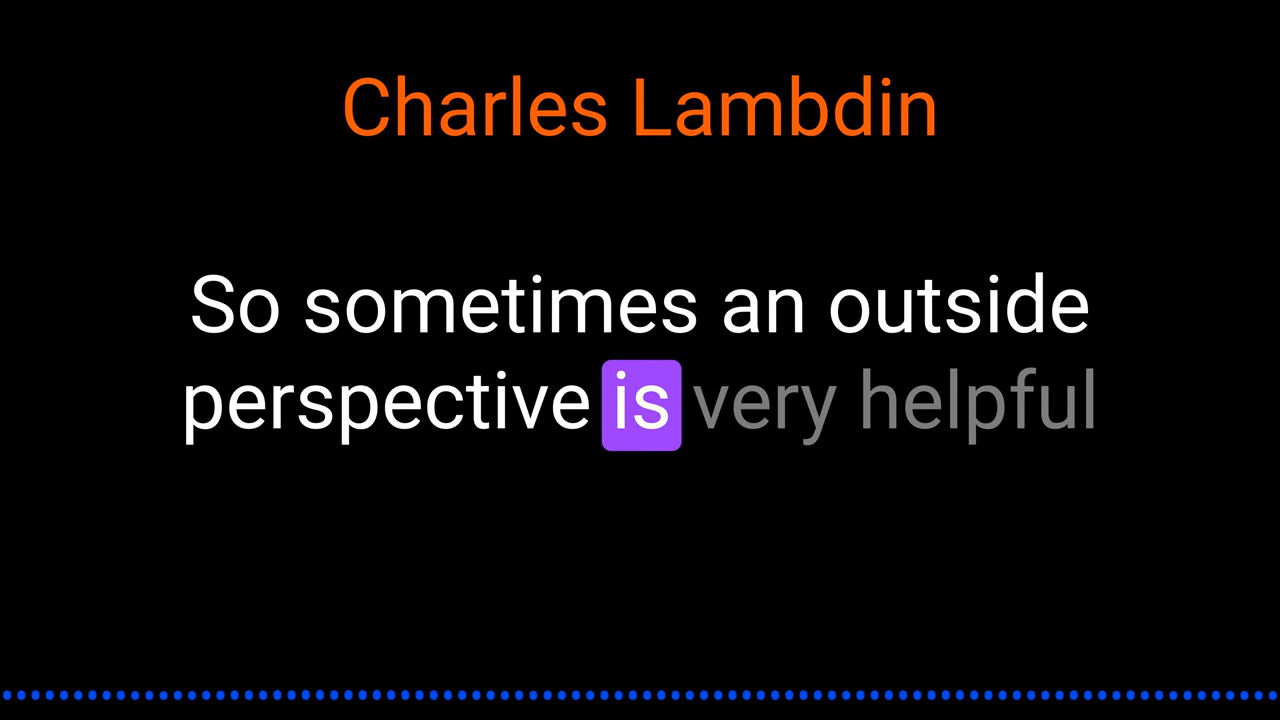 Charles Lambdin
So sometimes an outside
perspective is very helpful